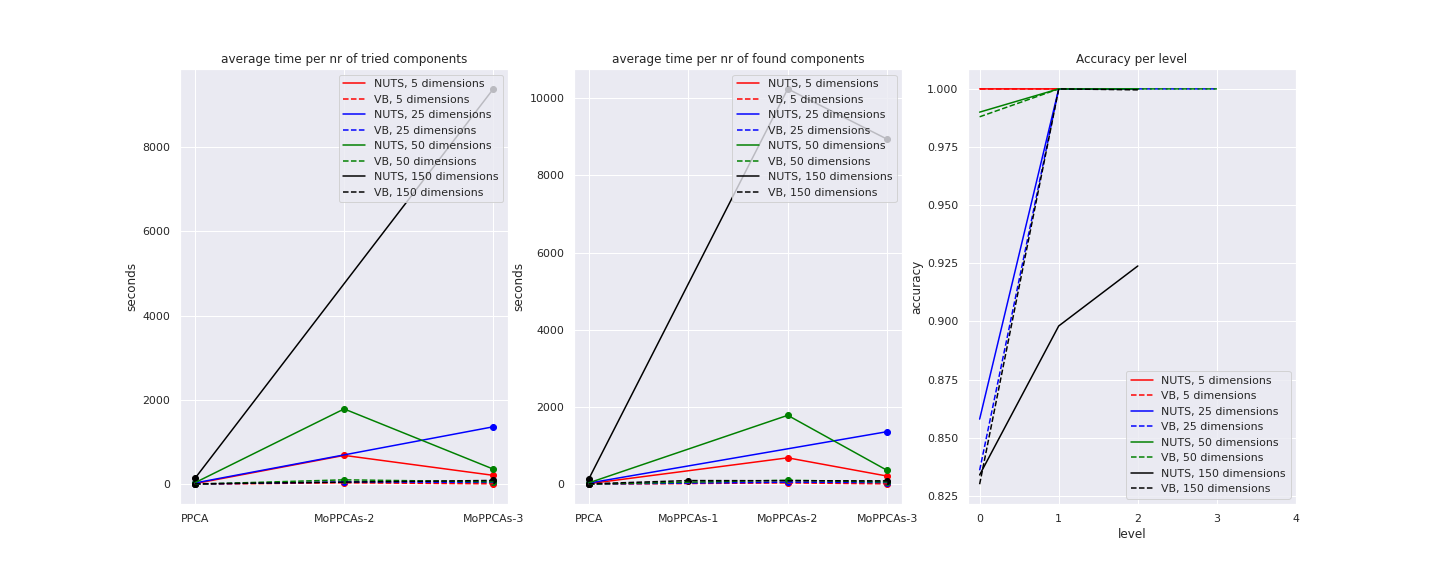 average time per nr of tried components
seconds
8000
6000
4000
2000
0
PPCA
MoPPCAs-2
MoPPCAs-3
NUTS, 5 dimensions
VB, 5 dimensions
NUTS, 25 dimensions
VB, 25 dimensions
NUTS, 50 dimensions
VB, 50 dimensions
NUTS, 150 dimensions
VB, 150 dimensions
average time per nr of found components
seconds
10000
8000
6000
4000
2000
0
PPCA
MoPPCAs-1
MoPPCAs-2
MoPPCAs-3
NUTS, 5 dimensions
VB, 5 dimensions
NUTS, 25 dimensions
VB, 25 dimensions
NUTS, 50 dimensions
VB, 50 dimensions
NUTS, 150 dimensions
VB, 150 dimensions
Accuracy per level
accuracy
1.000
0.975
0.950
0.925
0.900
0.875
0.850
0.825
0
1
2
3
4
level
NUTS, 5 dimensions
VB, 5 dimensions
NUTS, 25 dimensions
VB, 25 dimensions
NUTS, 50 dimensions
VB, 50 dimensions
NUTS, 150 dimensions
VB, 150 dimensions